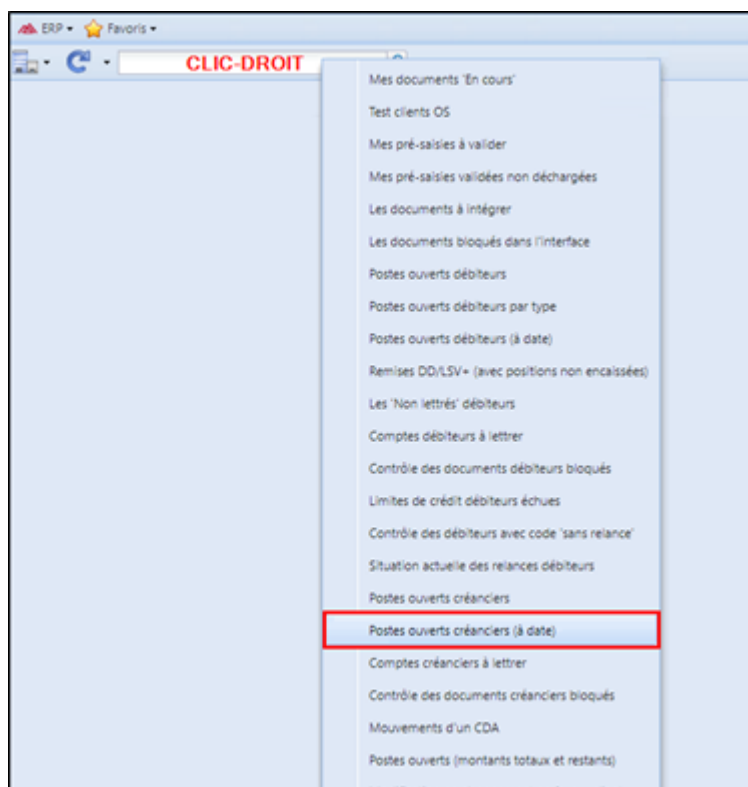 ERP Favoris
CLIC-DROIT
Mes documents 'En cours'
Test clients OS
Mes pré-saisies à valider
Mes pré-saisies validées non déchargées
Les documents à intégrer
Les documents bloqués dans l'interface
Postes ouverts débiteurs
Postes ouverts débiteurs par type
Postes ouverts débiteurs (à date)
Remises DD/LSV+ (avec positions non encaissées)
Les 'Non lettrés' débiteurs
Comptes débiteurs à lettrer
Contrôle des documents débiteurs bloqués
Limites de crédit débiteurs échues
Contrôle des débiteurs avec code 'sans relance'
Situation actuelle des relances débiteurs
Postes ouverts créanciers
Postes ouverts créanciers (à date)
Comptes créanciers à lettrer
Contrôle des documents créanciers bloqués
Mouvements d'un CDA
Postes ouverts (montants totaux et restants)